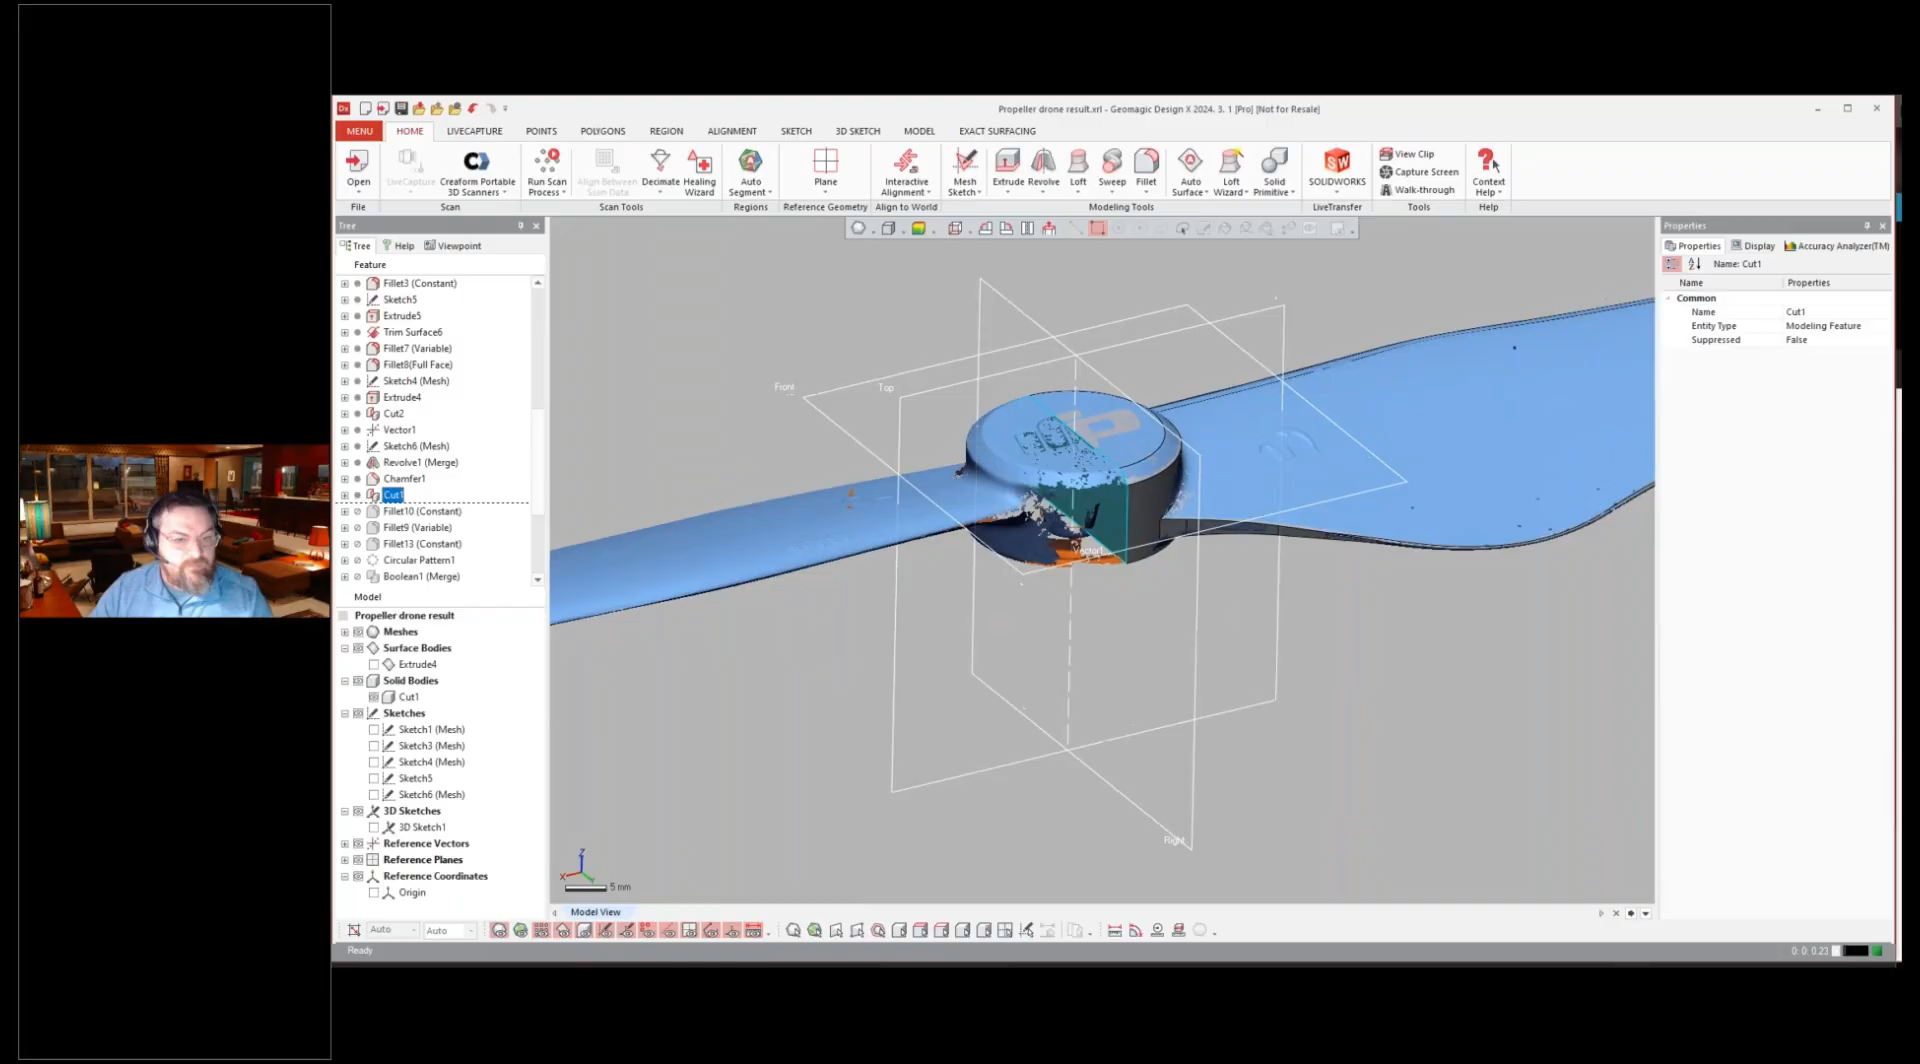 Propeller drone result.xrl - Geomagic Design X 2024. 3. 1 [Pro] [Not for Resale]
MENU HOME LIVECAPTURE POINTS POLYGONS REGION ALIGNMENT SKETCH 3D SKETCH MODEL EXACT SURFACING
Open LiveCapture Creaform Portable 3D Scanners Run Scan Process Align Between Scan Data Decimate Healing Wizard Auto Segment Plane Interactive Alignment Mesh Sketch Extrude Revolve Loft Sweep Fillet Auto Surface Loft Wizard Solid Primitive SOLIDWORKS View Clip Capture Screen Walk-through Context Help
File Scan Scan Tools Regions Reference Geometry Align to World Modeling Tools LiveTransfer Tools Help
Tree
Tree Help Viewpoint
Feature
Fillet3 (Constant)
Sketch5
Extrude5
Trim Surface6
Fillet7 (Variable)
Fillet8(Full Face)
Sketch4 (Mesh)
Extrude4
Cut2
Vector1
Sketch6 (Mesh)
Revolve1 (Merge)
Chamfer1
Cut1
Fillet10 (Constant)
Fillet9 (Variable)
Fillet13 (Constant)
Circular Pattern1
Boolean1 (Merge)
Model
Propeller drone result
Meshes
Surface Bodies
Extrude4
Solid Bodies
Cut1
Sketches
Sketch1 (Mesh)
Sketch3 (Mesh)
Sketch4 (Mesh)
Sketch5
Sketch6 (Mesh)
3D Sketches
3D Sketch1
Reference Vectors
Reference Planes
Reference Coordinates
Origin
Front
Top
Vector1
Right
Z
X
5 mm
Model View
Properties
Properties Display Accuracy Analyzer(TM)
Name: Cut1
Name Properties
Common
Name Cut1
Entity Type Modeling Feature
Suppressed False
Auto Auto
Ready
0: 0: 0.23